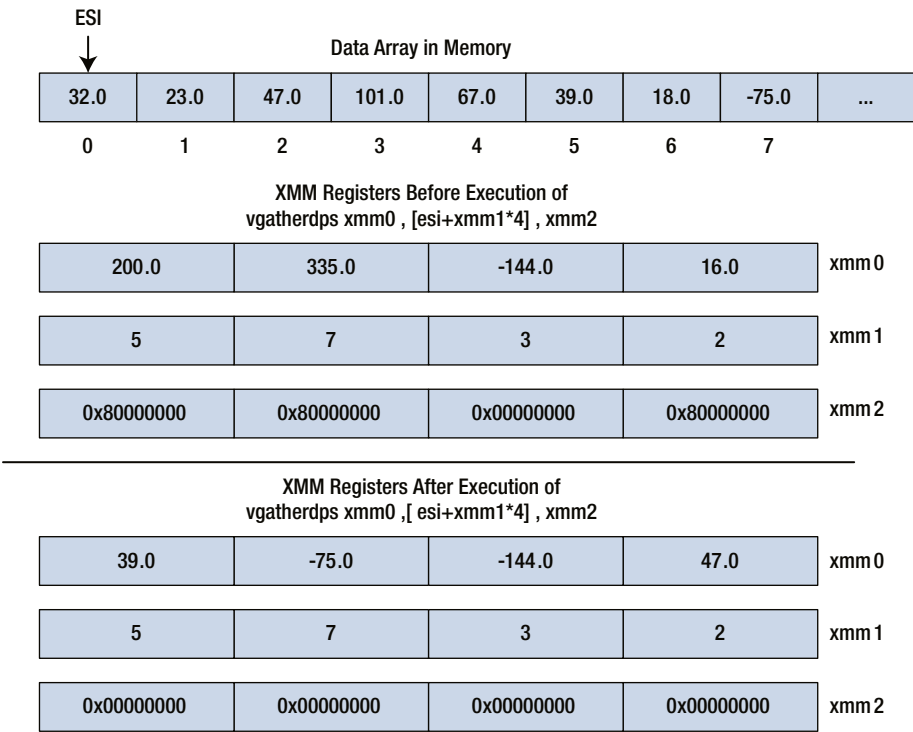 ESI
Data Array in Memory
32.0 23.0 47.0 101.0 67.0 39.0 18.0 -75.0 ...
0 1 2 3 4 5 6 7
XMM Registers Before Execution of
vgatherdps xmm0 , [esi+xmm1*4] , xmm2
200.0 335.0 -144.0 16.0 xmm0
5 7 3 2 xmm1
0x80000000 0x80000000 0x00000000 0x80000000 xmm2
XMM Registers After Execution of
vgatherdps xmm0 ,[ esi+xmm1*4] , xmm2
39.0 -75.0 -144.0 47.0 xmm0
5 7 3 2 xmm1
0x00000000 0x00000000 0x00000000 0x00000000 xmm2